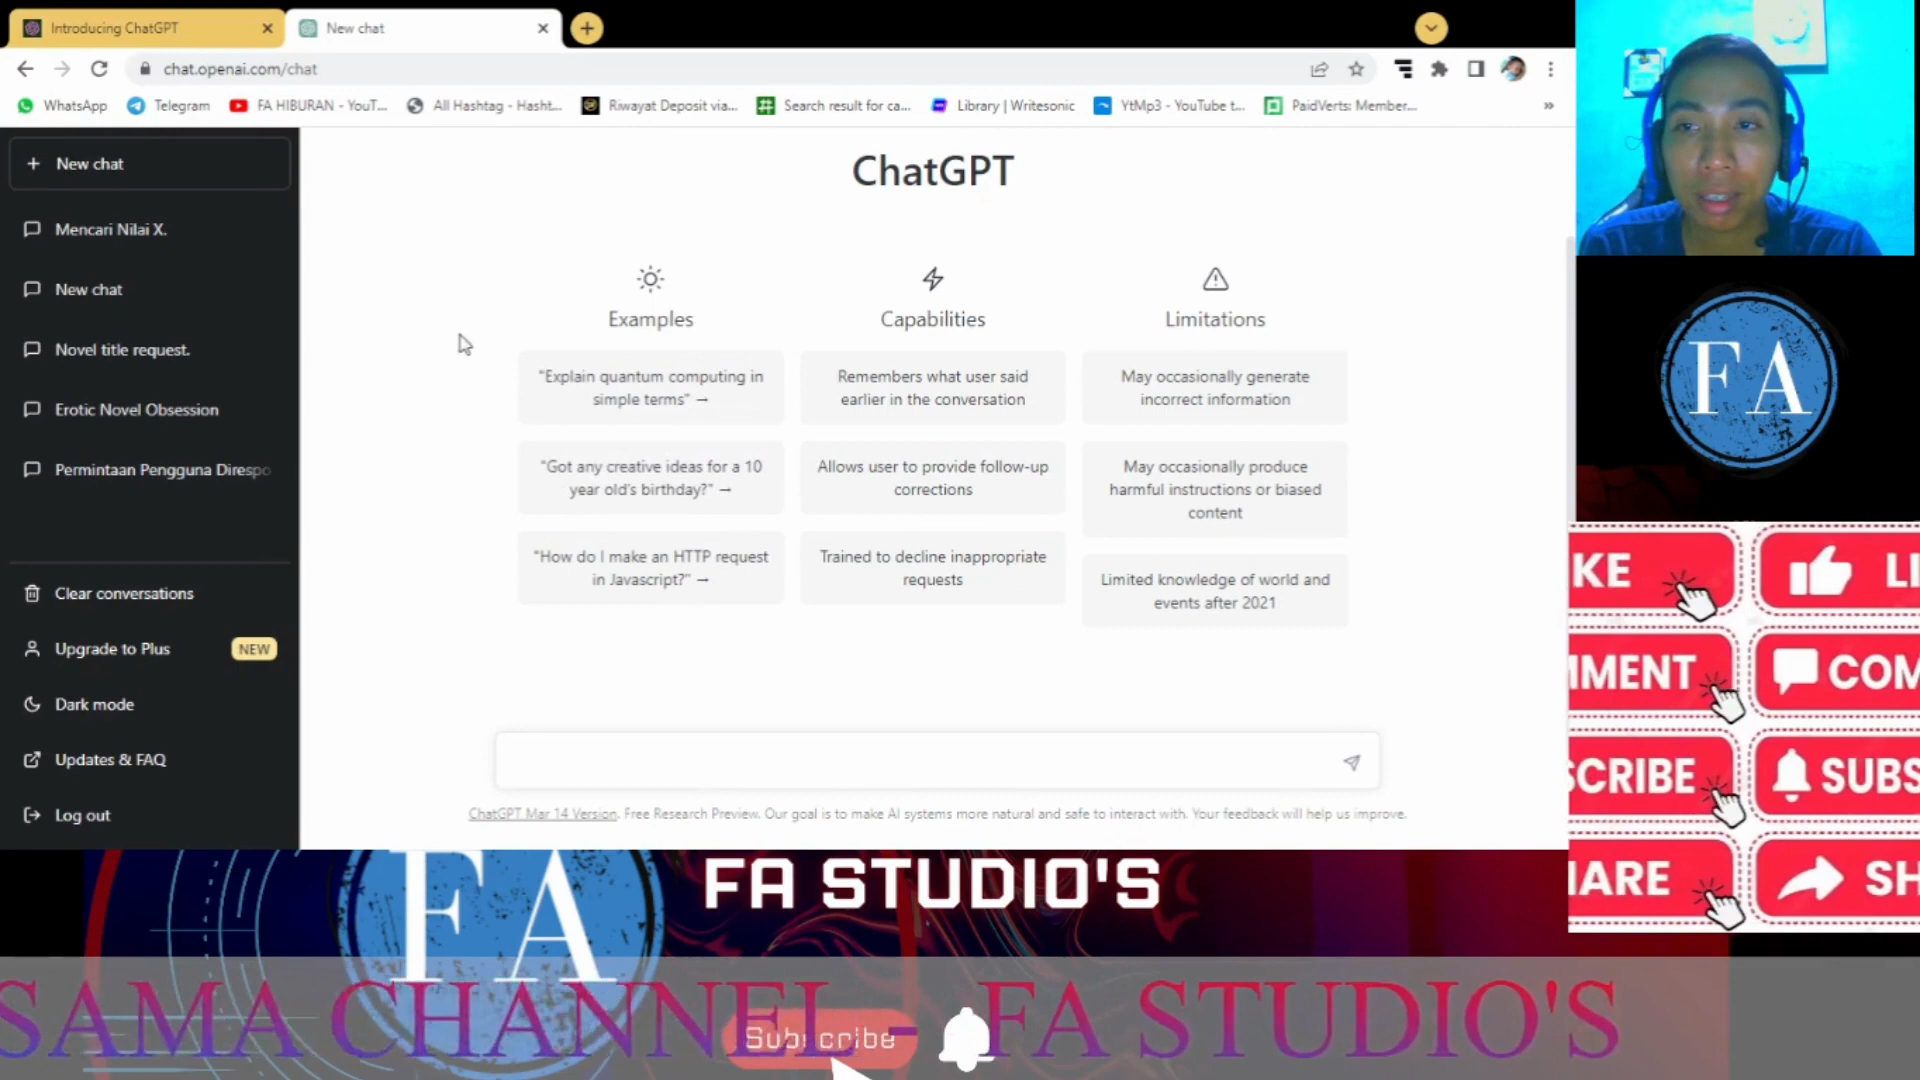 Introducing ChatGPT
New chat
chat.openai.com/chat
WhatsApp
Telegram
FA HIBURAN - YouT...
All Hashtag - Hasht...
Riwayat Deposit via...
Search result for ca...
Library | Writesonic
YtMp3 - YouTube t...
PaidVerts: Member...
New chat
Mencari Nilai X.
New chat
Novel title request.
Erotic Novel Obsession
Permintaan Pengguna Direspo
Clear conversations
Upgrade to Plus NEW
Dark mode
Updates & FAQ
Log out
ChatGPT
Examples
"Explain quantum computing in
simple terms" →
"Got any creative ideas for a 10
year old's birthday?" →
"How do I make an HTTP request
in Javascript?" →
Capabilities
Remembers what user said
earlier in the conversation
Allows user to provide follow-up
corrections
Trained to decline inappropriate
requests
Limitations
May occasionally generate
incorrect information
May occasionally produce
harmful instructions or biased
content
Limited knowledge of world and
events after 2021
ChatGPT Mar 14 Version. Free Research Preview. Our goal is to make AI systems more natural and safe to interact with. Your feedback will help us improve.
FA
KE
LI
MMENT
COM
SCRIBE
SUBS
HARE
SH
FA
FA STUDIO'S
SAMA CHANNEL - FA STUDIO'S
Subscribe